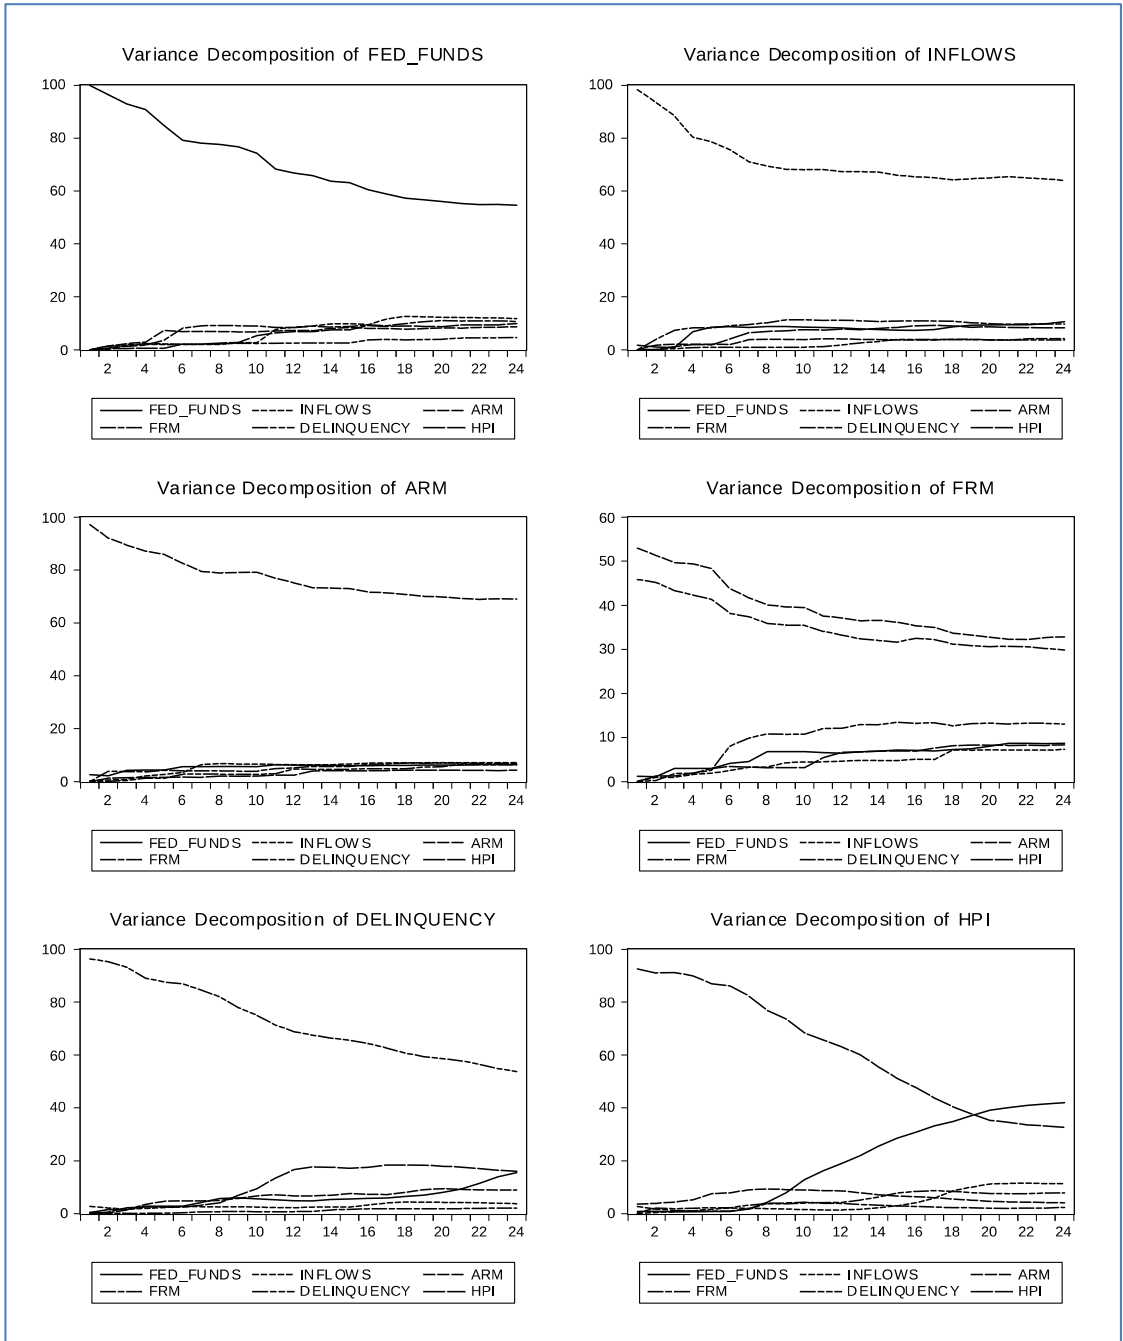 Variance Decomposition of FED_FUNDS
100
80
60
40
20
0
2 4 6 8 10 12 14 16 18 20 22 24
FED_FUNDS INFLOWS ARM
FRM DELINQUENCY HPI
Variance Decomposition of INFLOWS
100
80
60
40
20
0
2 4 6 8 10 12 14 16 18 20 22 24
FED_FUNDS INFLOWS ARM
FRM DELINQUENCY HPI
Variance Decomposition of ARM
100
80
60
40
20
0
2 4 6 8 10 12 14 16 18 20 22 24
FED_FUNDS INFLOWS ARM
FRM DELINQUENCY HPI
Variance Decomposition of FRM
60
50
40
30
20
10
0
2 4 6 8 10 12 14 16 18 20 22 24
FED_FUNDS INFLOWS ARM
FRM DELINQUENCY HPI
Variance Decomposition of DELINQUENCY
100
80
60
40
20
0
2 4 6 8 10 12 14 16 18 20 22 24
FED_FUNDS INFLOWS ARM
FRM DELINQUENCY HPI
Variance Decomposition of HPI
100
80
60
40
20
0
2 4 6 8 10 12 14 16 18 20 22 24
FED_FUNDS INFLOWS ARM
FRM DELINQUENCY HPI